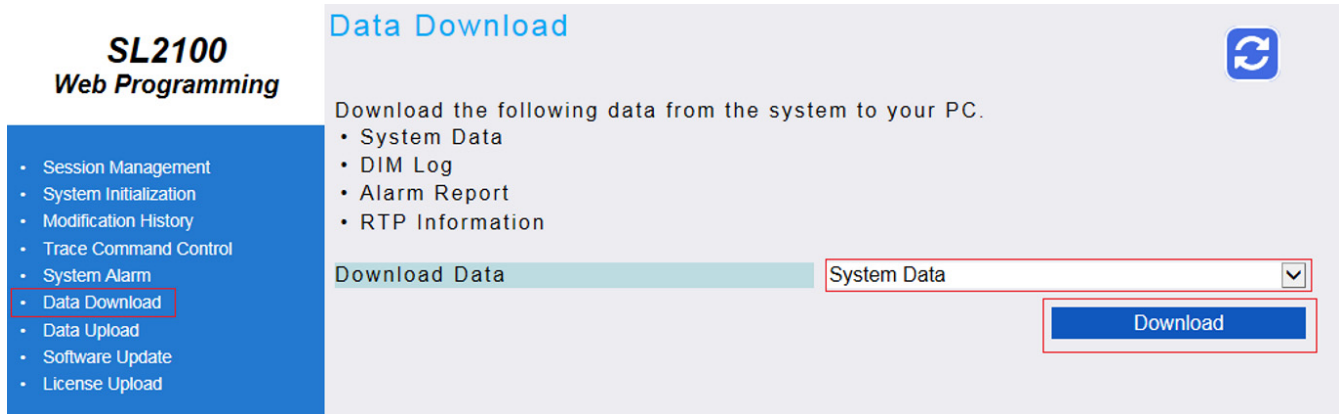 SL2100
Web Programming
• Session Management
• System Initialization
• Modification History
• Trace Command Control
• System Alarm
• Data Download
• Data Upload
• Software Update
• License Upload
Data Download
Download the following data from the system to your PC.
• System Data
• DIM Log
• Alarm Report
• RTP Information
Download Data
System Data
Download